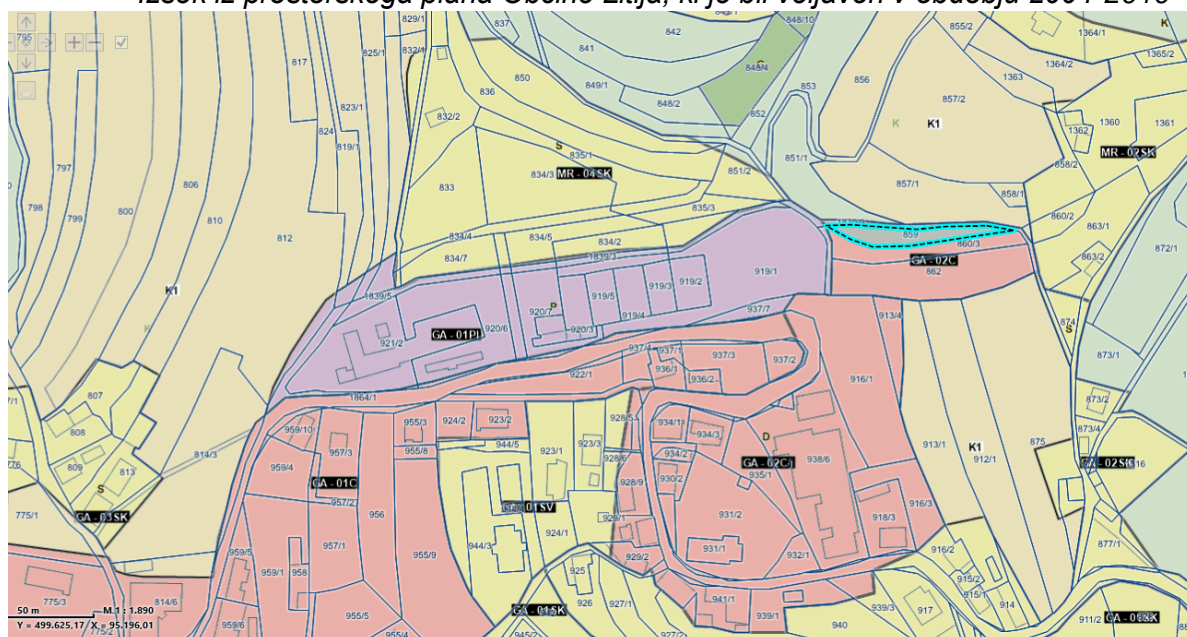 Izsek iz prostorskega plana Občine Litija, ki je bil veljaven v obdobju 2004-2010
829/1 848/10 855/2 1364/1 K
795 817 825/1 832/1 837 841 842 1364/2 1365/2
850 849/1 848/4 853 856 1363
836 848/2 852 857/2
824 823/1 832/2 K K1 1362 1360 1361
797 806 819/1 S 835/1 MR - 04SK 851/1 858/2 MR - 02SK
798 799 800 810 812 833 834/3 851/2 857/1 858/1
835/3 860/2 863/1
834/4 834/5 834/2 859 860/3 872/1
834/7 1839/3 919/1 GA - 02C 863/2
K1 1839/5 862
K 920/7 P 919/5 919/3 919/2 874
921/2 GA - 01PI 920/6 920/3 919/4 937/7 913/4 S
937/4 937/1 937/3 937/2 873/1
922/1 936/1 936/2 916/1
807 1864/1 873/2
808 959/10 955/3 924/2 923/2 928/5 934/1 873/4
814/3 957/3 955/8 944/5 923/1 923/3 934/3 D 913/1 K1 875
776 809 813 959/4 GA - 01C 928/6 934/2 GA - 02C 938/6 912/1 GA - 02SK
S 957/2 928/9 930/2 935/1
775/1 GA - 03SK 956 01SV 929/1 931/2 916/3
959/5 957/1 944/3 924/1 931/1 918/3 877/1
959/1 958 955/9 929/2 932/1 916/2
775/3 814/6 925 915/2
50 m M 1 : 1.890 955/5 GA - 01SK 926 927/1 941/1 939/1 939/3 917 915/1 914
Y = 499.625,17 X = 95.196,01 775/2 959/6 955/4 945/2 927/2 940 911/2